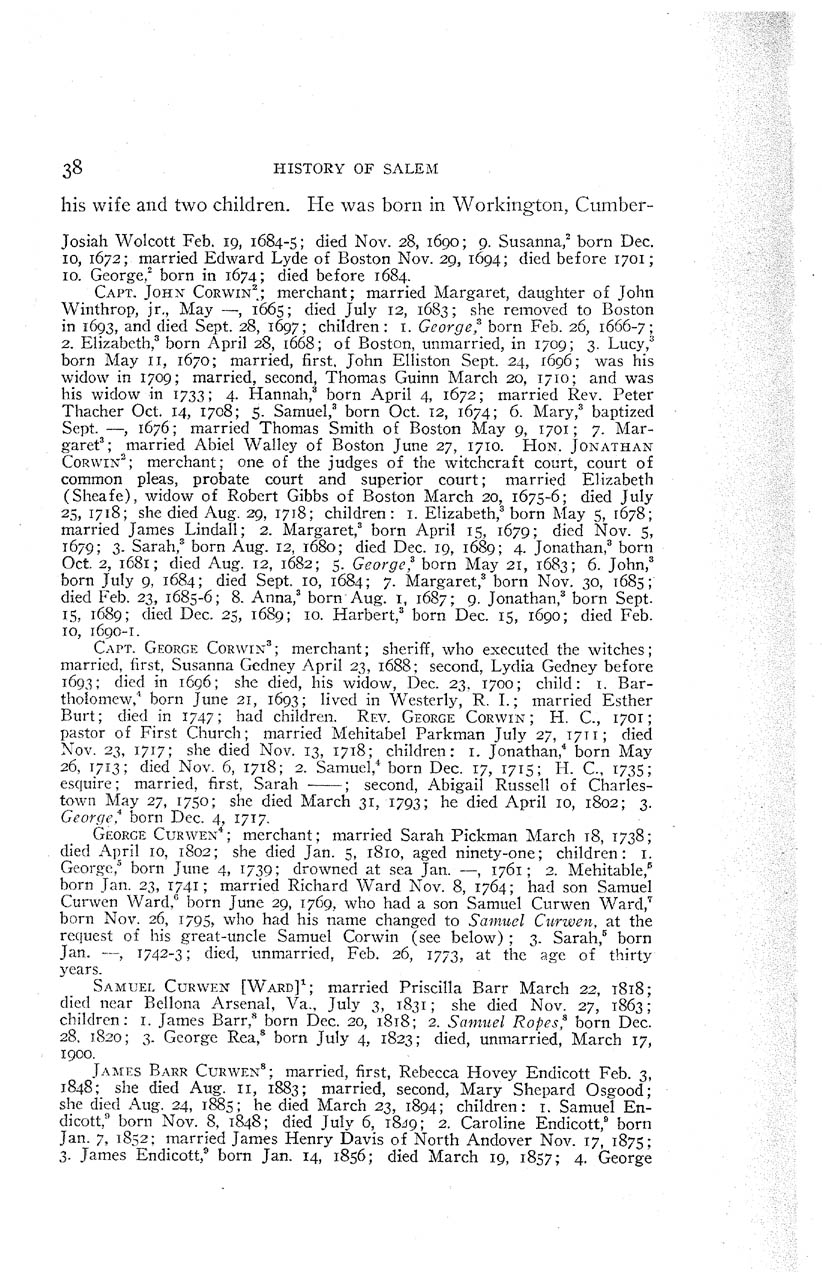 38 HISTORY OF SALEM
his wife and two children. He was born in Workington, Cumber-
Josiah Wolcott Feb. 19, 1684-5; died Nov. 28, 1690; 9. Susanna,² born Dec.
10, 1672; married Edward Lyde of Boston Nov. 29, 1694; died before 1701;
10. George,² born in 1674; died before 1684.
CAPT. JOHN CORWIN²; merchant; married Margaret, daughter of John
Winthrop, jr., May —, 1665; died July 12, 1683; she removed to Boston
in 1693, and died Sept. 28, 1697; children: 1. George,³ born Feb. 26, 1666-7;
2. Elizabeth,³ born April 28, 1668; of Boston, unmarried, in 1709; 3. Lucy,³
born May 11, 1670; married, first, John Elliston Sept. 24, 1696; was his
widow in 1709; married, second, Thomas Guinn March 20, 1710; and was
his widow in 1733; 4. Hannah,³ born April 4, 1672; married Rev. Peter
Thacher Oct. 14, 1708; 5. Samuel,³ born Oct. 12, 1674; 6. Mary,³ baptized
Sept. —, 1676; married Thomas Smith of Boston May 9, 1701; 7. Mar-
garet³; married Abiel Walley of Boston June 27, 1710. HON. JONATHAN
CORWIN²; merchant; one of the judges of the witchcraft court, court of
common pleas, probate court and superior court; married Elizabeth
(Sheafe), widow of Robert Gibbs of Boston March 20, 1675-6; died July
25, 1718; she died Aug. 29, 1718; children: 1. Elizabeth,³ born May 5, 1678;
married James Lindall; 2. Margaret,³ born April 15, 1679; died Nov. 5,
1679; 3. Sarah,³ born Aug. 12, 1680; died Dec. 19, 1689; 4. Jonathan,³ born
Oct. 2, 1681; died Aug. 12, 1682; 5. George,³ born May 21, 1683; 6. John,³
born July 9, 1684; died Sept. 10, 1684; 7. Margaret,³ born Nov. 30, 1685;
died Feb. 23, 1685-6; 8. Anna,³ born Aug. 1, 1687; 9. Jonathan,³ born Sept.
15, 1689; died Dec. 25, 1689; 10. Harbert,³ born Dec. 15, 1690; died Feb.
10, 1690-1.
CAPT. GEORGE CORWIN³; merchant; sheriff, who executed the witches;
married, first, Susanna Gedney April 23, 1688; second, Lydia Gedney before
1693; died in 1696; she died, his widow, Dec. 23, 1700; child: 1. Bar-
tholomew,⁴ born June 21, 1693; lived in Westerly, R. I.; married Esther
Burt; died in 1747; had children. REV. GEORGE CORWIN; H. C., 1701;
pastor of First Church; married Mehitabel Parkman July 27, 1711; died
Nov. 23, 1717; she died Nov. 13, 1718; children: 1. Jonathan,⁴ born May
26, 1713; died Nov. 6, 1718; 2. Samuel,⁴ born Dec. 17, 1715; H. C., 1735;
esquire; married, first, Sarah ——; second, Abigail Russell of Charles-
town May 27, 1750; she died March 31, 1793; he died April 10, 1802; 3.
George,⁴ born Dec. 4, 1717.
GEORGE CURWEN⁴; merchant; married Sarah Pickman March 18, 1738;
died April 10, 1802; she died Jan. 5, 1810, aged ninety-one; children: 1.
George,⁵ born June 4, 1739; drowned at sea Jan. —, 1761; 2. Mehitable,⁵
born Jan. 23, 1741; married Richard Ward Nov. 8, 1764; had son Samuel
Curwen Ward,⁶ born June 29, 1769, who had a son Samuel Curwen Ward,⁷
born Nov. 26, 1795, who had his name changed to Samuel Curwen, at the
request of his great-uncle Samuel Corwin (see below); 3. Sarah,⁵ born
Jan. —, 1742-3; died, unmarried, Feb. 26, 1773, at the age of thirty
years.
SAMUEL CURWEN [WARD]¹; married Priscilla Barr March 22, 1818;
died near Bellona Arsenal, Va., July 3, 1831; she died Nov. 27, 1863;
children: 1. James Barr,⁸ born Dec. 20, 1818; 2. Samuel Ropes,⁸ born Dec.
28, 1820; 3. George Rea,⁸ born July 4, 1823; died, unmarried, March 17,
1900.
JAMES BARR CURWEN⁸; married, first, Rebecca Hovey Endicott Feb. 3,
1848; she died Aug. 11, 1883; married, second, Mary Shepard Osgood;
she died Aug. 24, 1885; he died March 23, 1894; children: 1. Samuel En-
dicott,⁹ born Nov. 8, 1848; died July 6, 1849; 2. Caroline Endicott,⁹ born
Jan. 7, 1852; married James Henry Davis of North Andover Nov. 17, 1875;
3. James Endicott,⁹ born Jan. 14, 1856; died March 19, 1857; 4. George